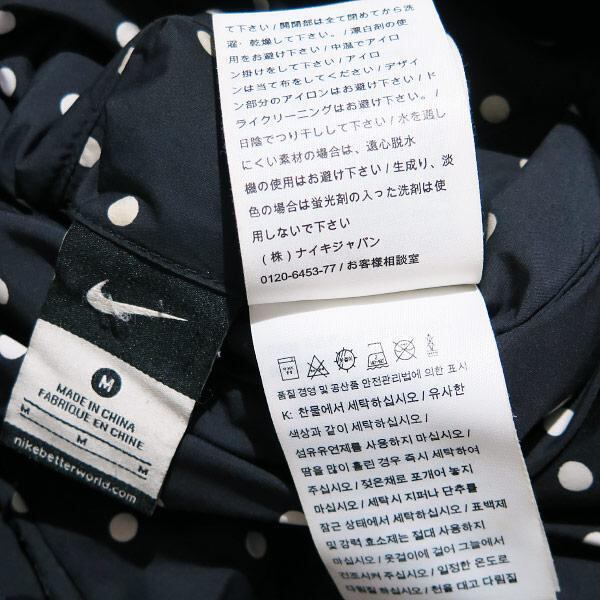 て下さい / 開閉部は全て閉めてから洗
濯・乾燥して下さい。/ 漂白剤の使
用をお避け下さい / 中温でアイロ
ン掛けをして下さい / アイロ
ンは当て布をしてください / デザイ
ン部分のアイロンはお避け下さい / ド
ライクリーニングはお避け下さい。/
日陰でつり干しして下さい / 水を通し
にくい素材の場合は、遠心脱水
機の使用はお避け下さい / 生成り、淡
色の場合は蛍光剤の入った洗剤は使
用しないで下さい
(株) ナイキジャパン
0120-6453-77 / お客様相談室
M
MADE IN CHINA
FABRIQUE EN CHINE
M M M
nikebetterworld.com
품질 경영 및 공산품 안전관리법에 의한 표시
K: 찬물에서 세탁하십시오 / 유사한
색상과 같이 세탁하십시오 /
섬유유연제를 사용하지 마십시오 /
땀을 많이 흘린 경우 즉시 세탁하여
주십시오 / 젖은채로 포개어 놓지
마십시오 / 세탁시 지퍼나 단추를
잠근 상태에서 세탁하십시오 / 표백제
및 강력 효소제는 절대 사용하지
마십시오 / 옷걸이에 걸어 그늘에서
건조시켜 주십시오 / 일정한 온도로
다림질 하십시오 / 천을 대고 다림질